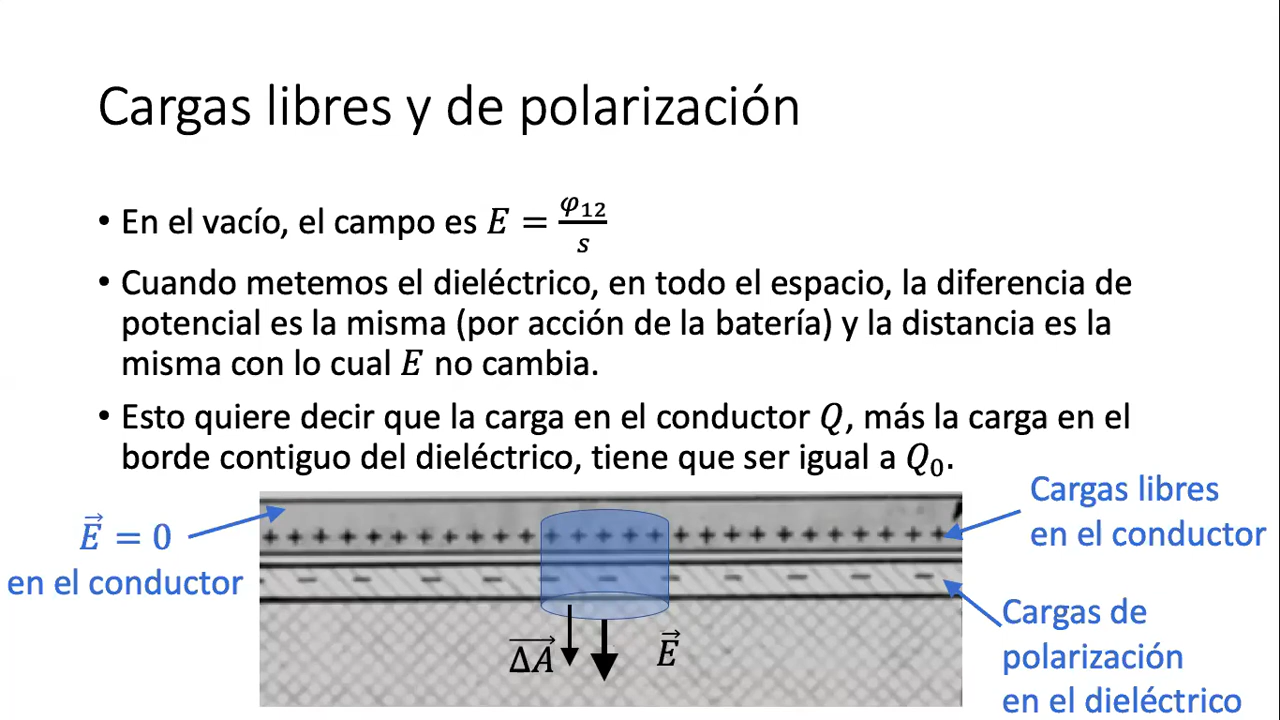 Cargas libres y de polarización
• En el vacío, el campo es E = φ₁₂/s
• Cuando metemos el dieléctrico, en todo el espacio, la diferencia de
potencial es la misma (por acción de la batería) y la distancia es la
misma con lo cual E no cambia.
• Esto quiere decir que la carga en el conductor Q, más la carga en el
borde contiguo del dieléctrico, tiene que ser igual a Q₀.
E⃗ = 0
en el conductor
Cargas libres
en el conductor
ΔA⃗
E⃗
Cargas de
polarización
en el dieléctrico